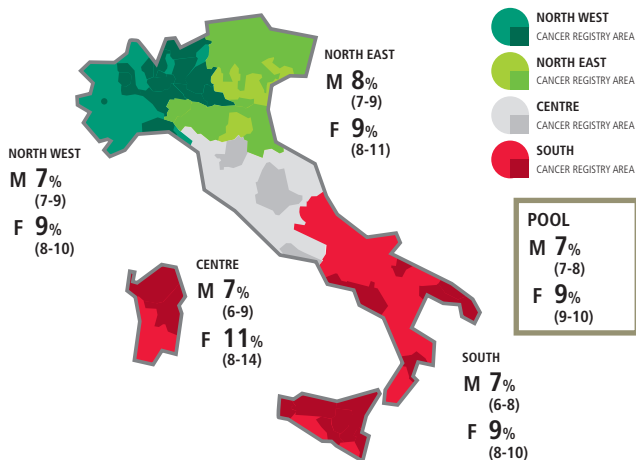 NORTH EAST
M 8%
(7-9)
F 9%
(8-11)
NORTH WEST
M 7%
(7-9)
F 9%
(8-10)
CENTRE
M 7%
(6-9)
F 11%
(8-14)
SOUTH
M 7%
(6-8)
F 9%
(8-10)
NORTH WEST
CANCER REGISTRY AREA
NORTH EAST
CANCER REGISTRY AREA
CENTRE
CANCER REGISTRY AREA
SOUTH
CANCER REGISTRY AREA
POOL
M 7%
(7-8)
F 9%
(9-10)